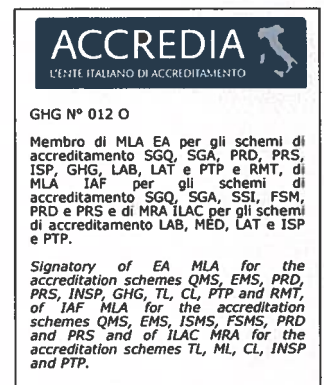 ACCREDIA
L'ENTE ITALIANO DI ACCREDITAMENTO
GHG N° 012 O
Membro di MLA EA per gli schemi di
accreditamento SGQ, SGA, PRD, PRS,
ISP, GHG, LAB, LAT e PTP e RMT, di
MLA IAF per gli schemi di
accreditamento SGQ, SGA, SSI, FSM,
PRD e PRS e di MRA ILAC per gli schemi
di accreditamento LAB, MED, LAT e ISP
e PTP.
Signatory of EA MLA for the
accreditation schemes QMS, EMS, PRD,
PRS, INSP, GHG, TL, CL, PTP and RMT,
of IAF MLA for the accreditation
schemes QMS, EMS, ISMS, FSMS, PRD
and PRS and of ILAC MRA for the
accreditation schemes TL, ML, CL, INSP
and PTP.